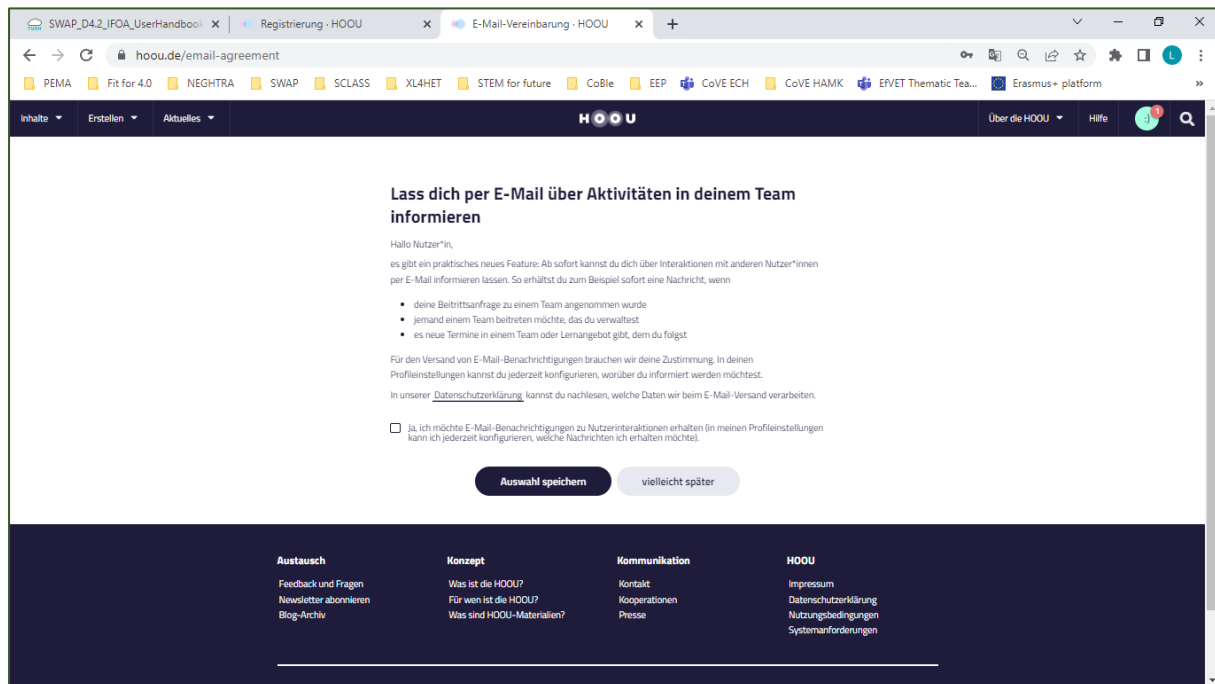 SWAP_D4.2_IFOA_UserHandbook
Registrierung · HOOU
E-Mail-Vereinbarung · HOOU
hoou.de/email-agreement
L
PEMA
Fit for 4.0
NEGHTRA
SWAP
SCLASS
XL4HET
STEM for future
CoBle
EEP
CoVE ECH
CoVE HAMK
EfVET Thematic Tea...
Erasmus+ platform
»
Inhalte
Erstellen
Aktuelles
HOOU
Über die HOOU
Hilfe
:)
1
Lass dich per E-Mail über Aktivitäten in deinem Team
informieren
Hallo Nutzer*in,
es gibt ein praktisches neues Feature: Ab sofort kannst du dich über Interaktionen mit anderen Nutzer*innen
per E-Mail informieren lassen. So erhältst du zum Beispiel sofort eine Nachricht, wenn
• deine Beitrittsanfrage zu einem Team angenommen wurde
• jemand einem Team beitreten möchte, das du verwaltest
• es neue Termine in einem Team oder Lernangebot gibt, dem du folgst
Für den Versand von E-Mail-Benachrichtigungen brauchen wir deine Zustimmung. In deinen
Profileinstellungen kannst du jederzeit konfigurieren, worüber du informiert werden möchtest.
In unserer Datenschutzerklärung kannst du nachlesen, welche Daten wir beim E-Mail-Versand verarbeiten.
Ja, ich möchte E-Mail-Benachrichtigungen zu Nutzerinteraktionen erhalten (in meinen Profileinstellungen
kann ich jederzeit konfigurieren, welche Nachrichten ich erhalten möchte).
Auswahl speichern
vielleicht später
Austausch
Feedback und Fragen
Newsletter abonnieren
Blog-Archiv
Konzept
Was ist die HOOU?
Für wen ist die HOOU?
Was sind HOOU-Materialien?
Kommunikation
Kontakt
Kooperationen
Presse
HOOU
Impressum
Datenschutzerklärung
Nutzungsbedingungen
Systemanforderungen